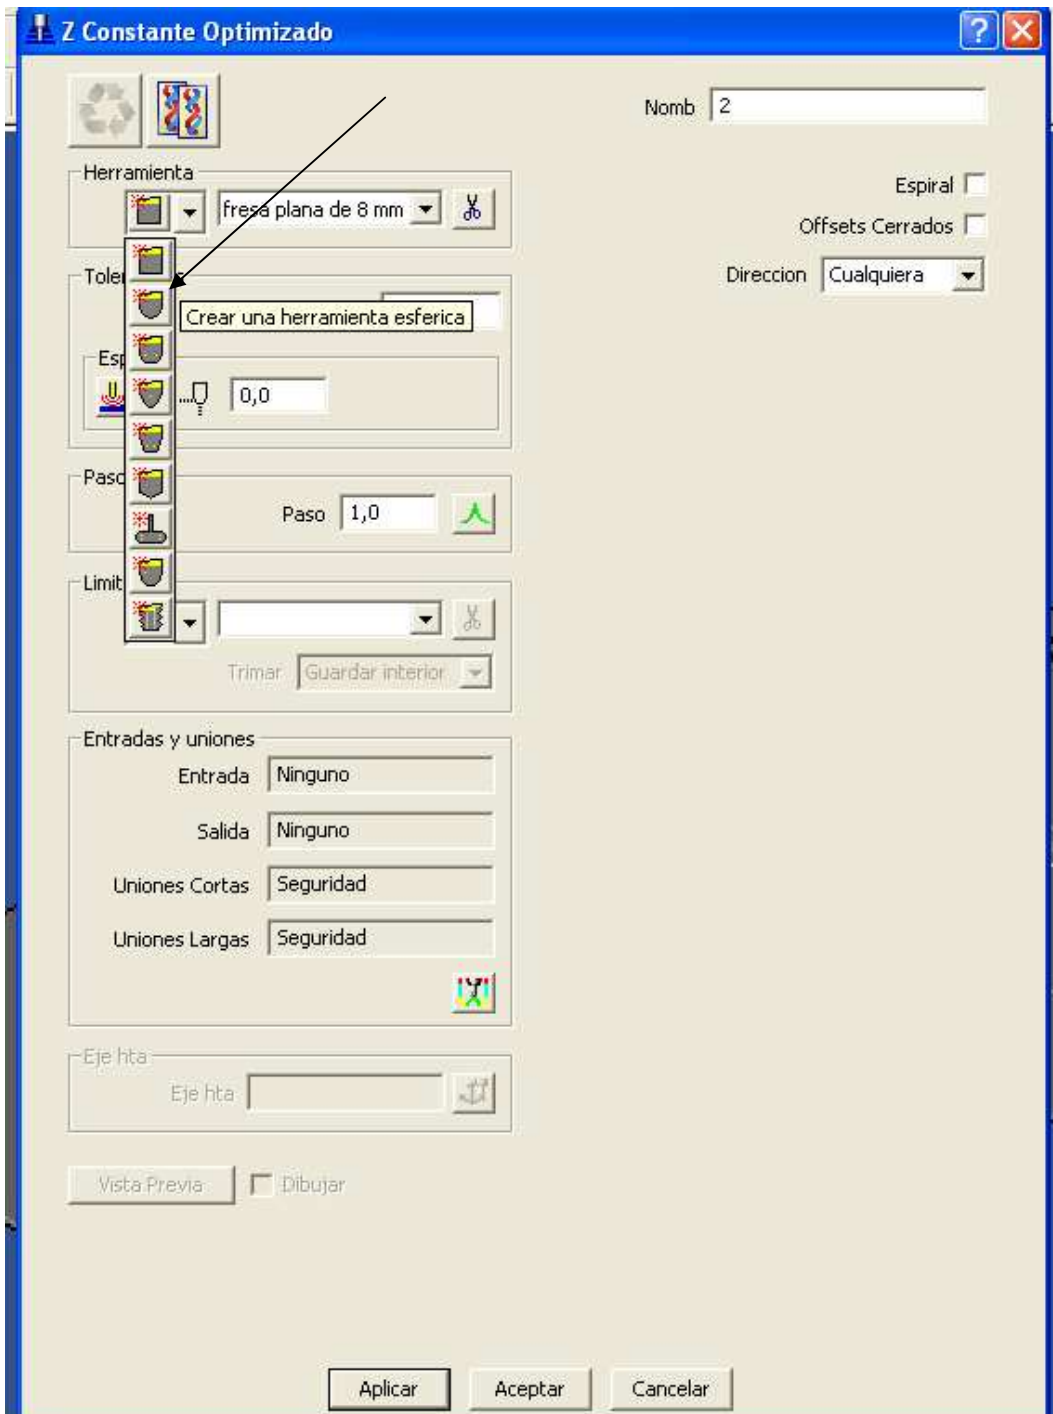 Z Constante Optimizado
Nomb 2
Herramienta
fresa plana de 8 mm
Espiral
Offsets Cerrados
Direccion Cualquiera
Crear una herramienta esferica
0,0
Paso 1,0
Trimar Guardar interior
Entradas y uniones
Entrada Ninguno
Salida Ninguno
Uniones Cortas Seguridad
Uniones Largas Seguridad
Eje hta
Eje hta
Vista Previa Dibujar
Aplicar Aceptar Cancelar